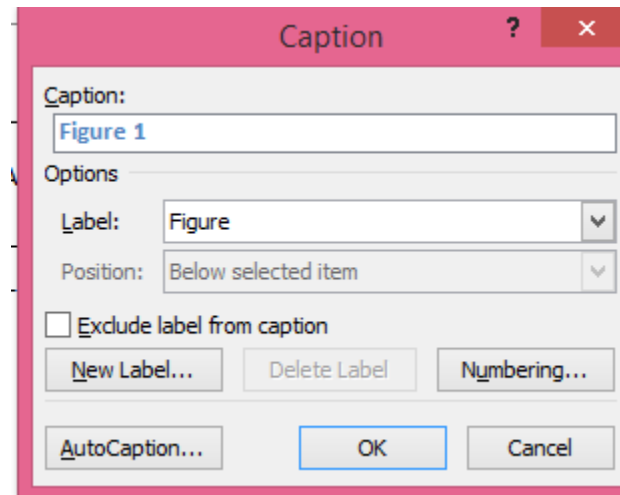 Caption ? ×
Caption:
Figure 1
Options
Label: Figure
Position: Below selected item
Exclude label from caption
New Label... Delete Label Numbering...
AutoCaption... OK Cancel